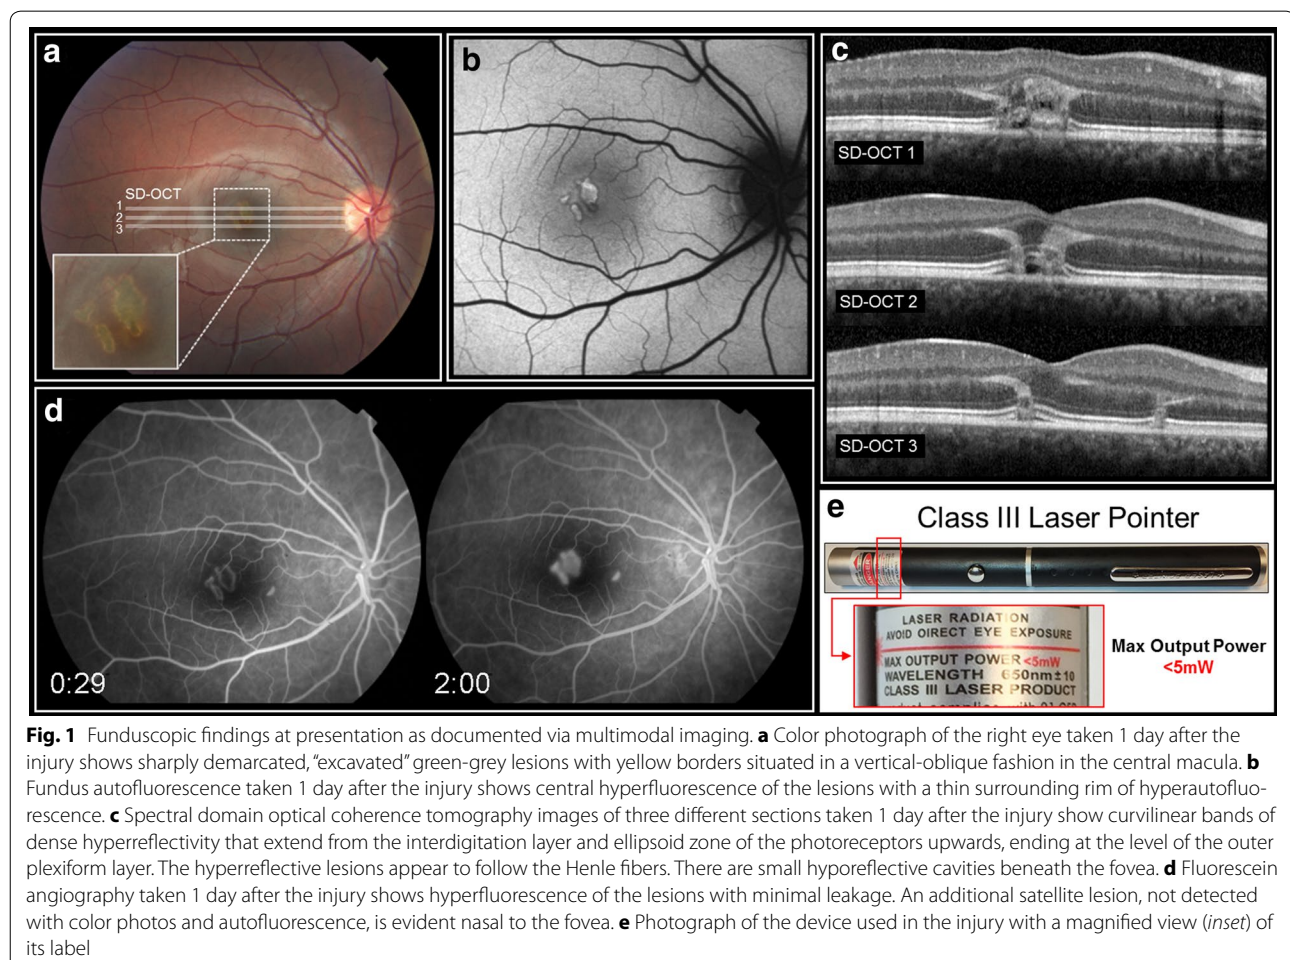 a
SD-OCT
1
2
3
b
c
SD-OCT 1
SD-OCT 2
SD-OCT 3
d
0:29
2:00
e
Class III Laser Pointer
LASER RADIATION
AVOID OIRECT EYE EXPOSURE
MAX OUTPUT POWER <5mW
WAVELENGTH 650nm±10
CLASS III LASER PRODUCT
Max Output Power
<5mW
Fig. 1 Funduscopic findings at presentation as documented via multimodal imaging. a Color photograph of the right eye taken 1 day after the
injury shows sharply demarcated, “excavated” green-grey lesions with yellow borders situated in a vertical-oblique fashion in the central macula. b
Fundus autofluorescence taken 1 day after the injury shows central hyperfluorescence of the lesions with a thin surrounding rim of hyperautofluo-
rescence. c Spectral domain optical coherence tomography images of three different sections taken 1 day after the injury show curvilinear bands of
dense hyperreflectivity that extend from the interdigitation layer and ellipsoid zone of the photoreceptors upwards, ending at the level of the outer
plexiform layer. The hyperreflective lesions appear to follow the Henle fibers. There are small hyporeflective cavities beneath the fovea. d Fluorescein
angiography taken 1 day after the injury shows hyperfluorescence of the lesions with minimal leakage. An additional satellite lesion, not detected
with color photos and autofluorescence, is evident nasal to the fovea. e Photograph of the device used in the injury with a magnified view (inset) of
its label